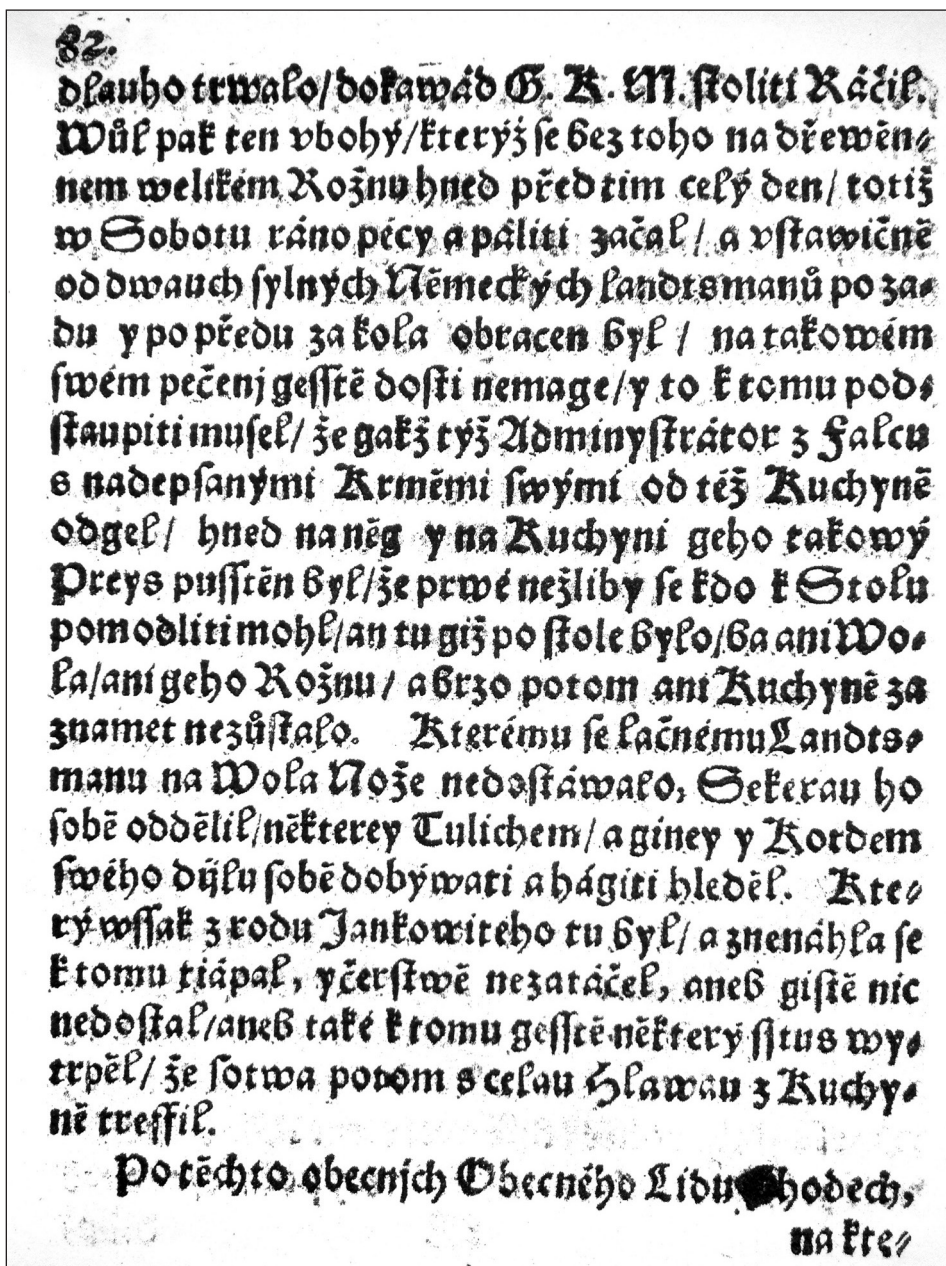 82.
dlauho trwalo/dokawád G. K. M. stoliti Ráčil.
Wůl pak ten vbohý/kterýž se bez toho na dřewěn⸗
nem welikém Rožnu hned před tim celý den/ totiž
w Sobotu ráno pécy a páliti začal/ a vstawičně
od dwauch sylných Německých Landtsmanů po za⸗
du y po předu za kola obracen byl / na takowém
swém pečenj gesstě dosti nemage/y to k tomu pod⸗
staupiti musel/ že gakž týž Adminystrátor z Falcu
s nadepsanými Krměmi swými od též Kuchyně
odgel/ hned na něg y na Kuchyni geho takowý
Preys pusstěn byl/že prwé nežliby se kdo k Stolu
pomodliti mohl/an tu giž po stole bylo/ba ani Wo⸗
la/ani geho Rožnu/ a brzo potom ani Kuchyně za
znamet nezůstalo. Kterému se lačnému Landts⸗
manu na Wola Nože nedostáwalo, Sekerau ho
sobě oddělil/některey Tulichem/a giney y Kordem
swého dýlu sobě dobýwati a hágiti hleděl. Kte⸗
rý wssak z rodu Jankowiteho tu byl/ a znenáhla se
k tomu tiápal, y čerstwě nezatáčel, aneb gistě nic
nedostal/aneb také k tomu gesstě některý ssitus wy⸗
trpěl/ že sotwa potom s celau Hlawau z Kuchy⸗
ně treffil.
Po těchto obecnjch Obecného Lidu hodech,
na kte⸗